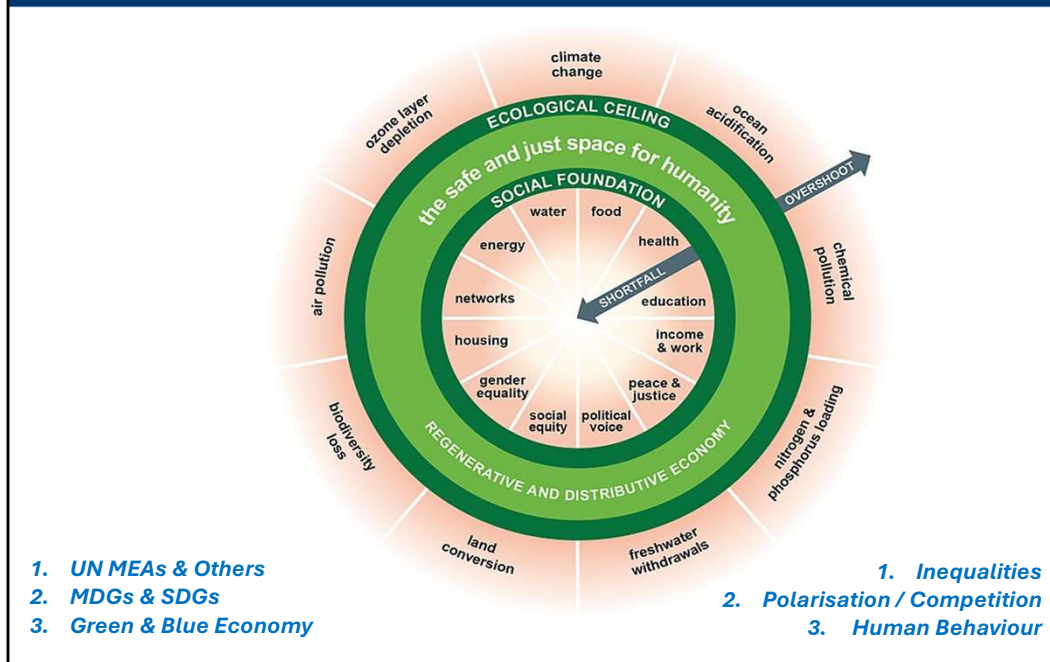 climate
change
ozone layer
depletion
ocean
acidification
ECOLOGICAL CEILING
the safe and just space for humanity
OVERSHOOT
SOCIAL FOUNDATION
water
food
energy
health
SHORTFALL
air pollution
chemical
pollution
networks
education
housing
income
& work
gender
equality
peace &
justice
social
equity
political
voice
biodiversity
loss
nitrogen &
phosphorus loading
REGENERATIVE AND DISTRIBUTIVE ECONOMY
land
conversion
freshwater
withdrawals
1. UN MEAs & Others
2. MDGs & SDGs
3. Green & Blue Economy
1. Inequalities
2. Polarisation / Competition
3. Human Behaviour